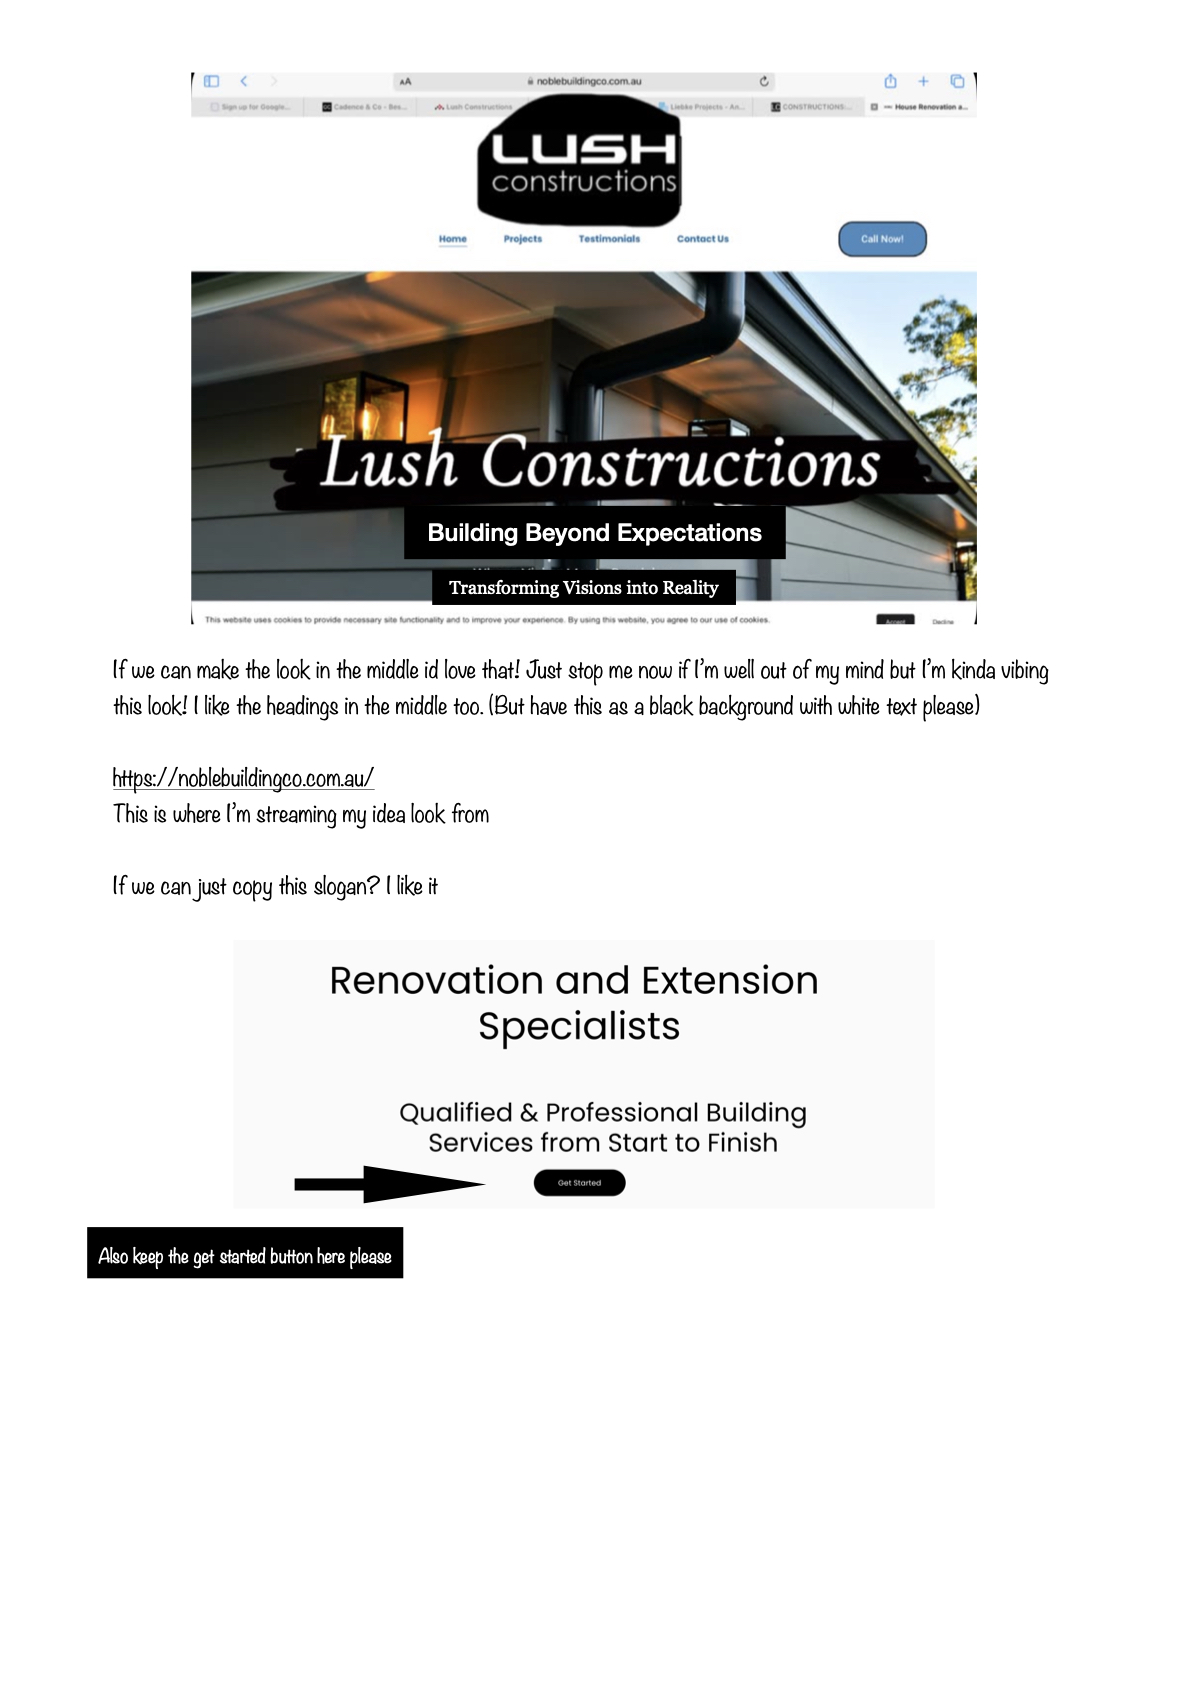 AA
noblebuildingco.com.au
Sign up for Google...
Cadence & Co - Bes...
Lush Constructions
Liebke Projects - An...
CONSTRUCTIONS...
House Renovation a...
LUSH
constructions
Home
Projects
Testimonials
Contact Us
Call Now!
Lush Constructions
Building Beyond Expectations
Transforming Visions into Reality
This website uses cookies to provide necessary site functionality and to improve your experience. By using this website, you agree to our use of cookies.
Accept
Decline
If we can make the look in the middle id love that! Just stop me now if I'm well out of my mind but I'm kinda vibing
this look! I like the headings in the middle too. (But have this as a black background with white text please)
https://noblebuildingco.com.au/
This is where I'm streaming my idea look from
If we can just copy this slogan? I like it
Renovation and Extension
Specialists
Qualified & Professional Building
Services from Start to Finish
Get Started
Also keep the get started button here please